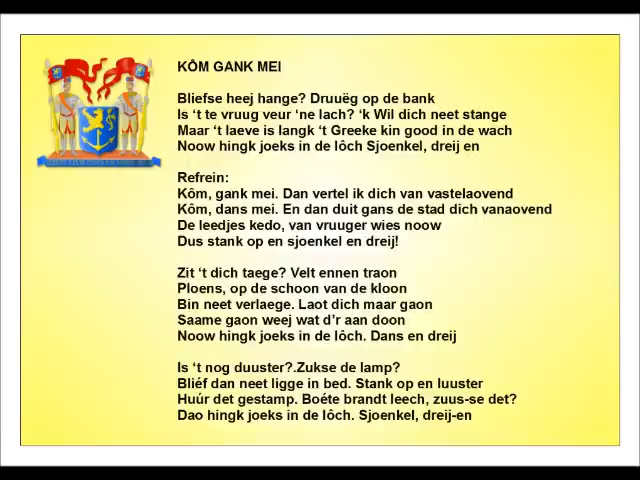 KÔM GANK MEI
Bliefse heej hange? Druuëg op de bank
Is ‘t te vruug veur ‘ne lach? ‘k Wil dich neet stange
Maar ‘t laeve is langk ‘t Greeke kin good in de wach
Noow hingk joeks in de lôch Sjoenkel, dreij en
Refrein:
Kôm, gank mei. Dan vertel ik dich van vastelaovend
Kôm, dans mei. En dan duit gans de stad dich vanaovend
De leedjes kedo, van vruuger wies noow
Dus stank op en sjoenkel en dreij!
Zit ‘t dich taege? Velt ennen traon
Ploens, op de schoon van de kloon
Bin neet verlaege. Laot dich maar gaon
Saame gaon weej wat d’r aan doon
Noow hingk joeks in de lôch. Dans en dreij
Is ‘t nog duuster?.Zukse de lamp?
Bliéf dan neet ligge in bed. Stank op en luuster
Huúr det gestamp. Boéte brandt leech, zuus-se det?
Dao hingk joeks in de lôch. Sjoenkel, dreij-en